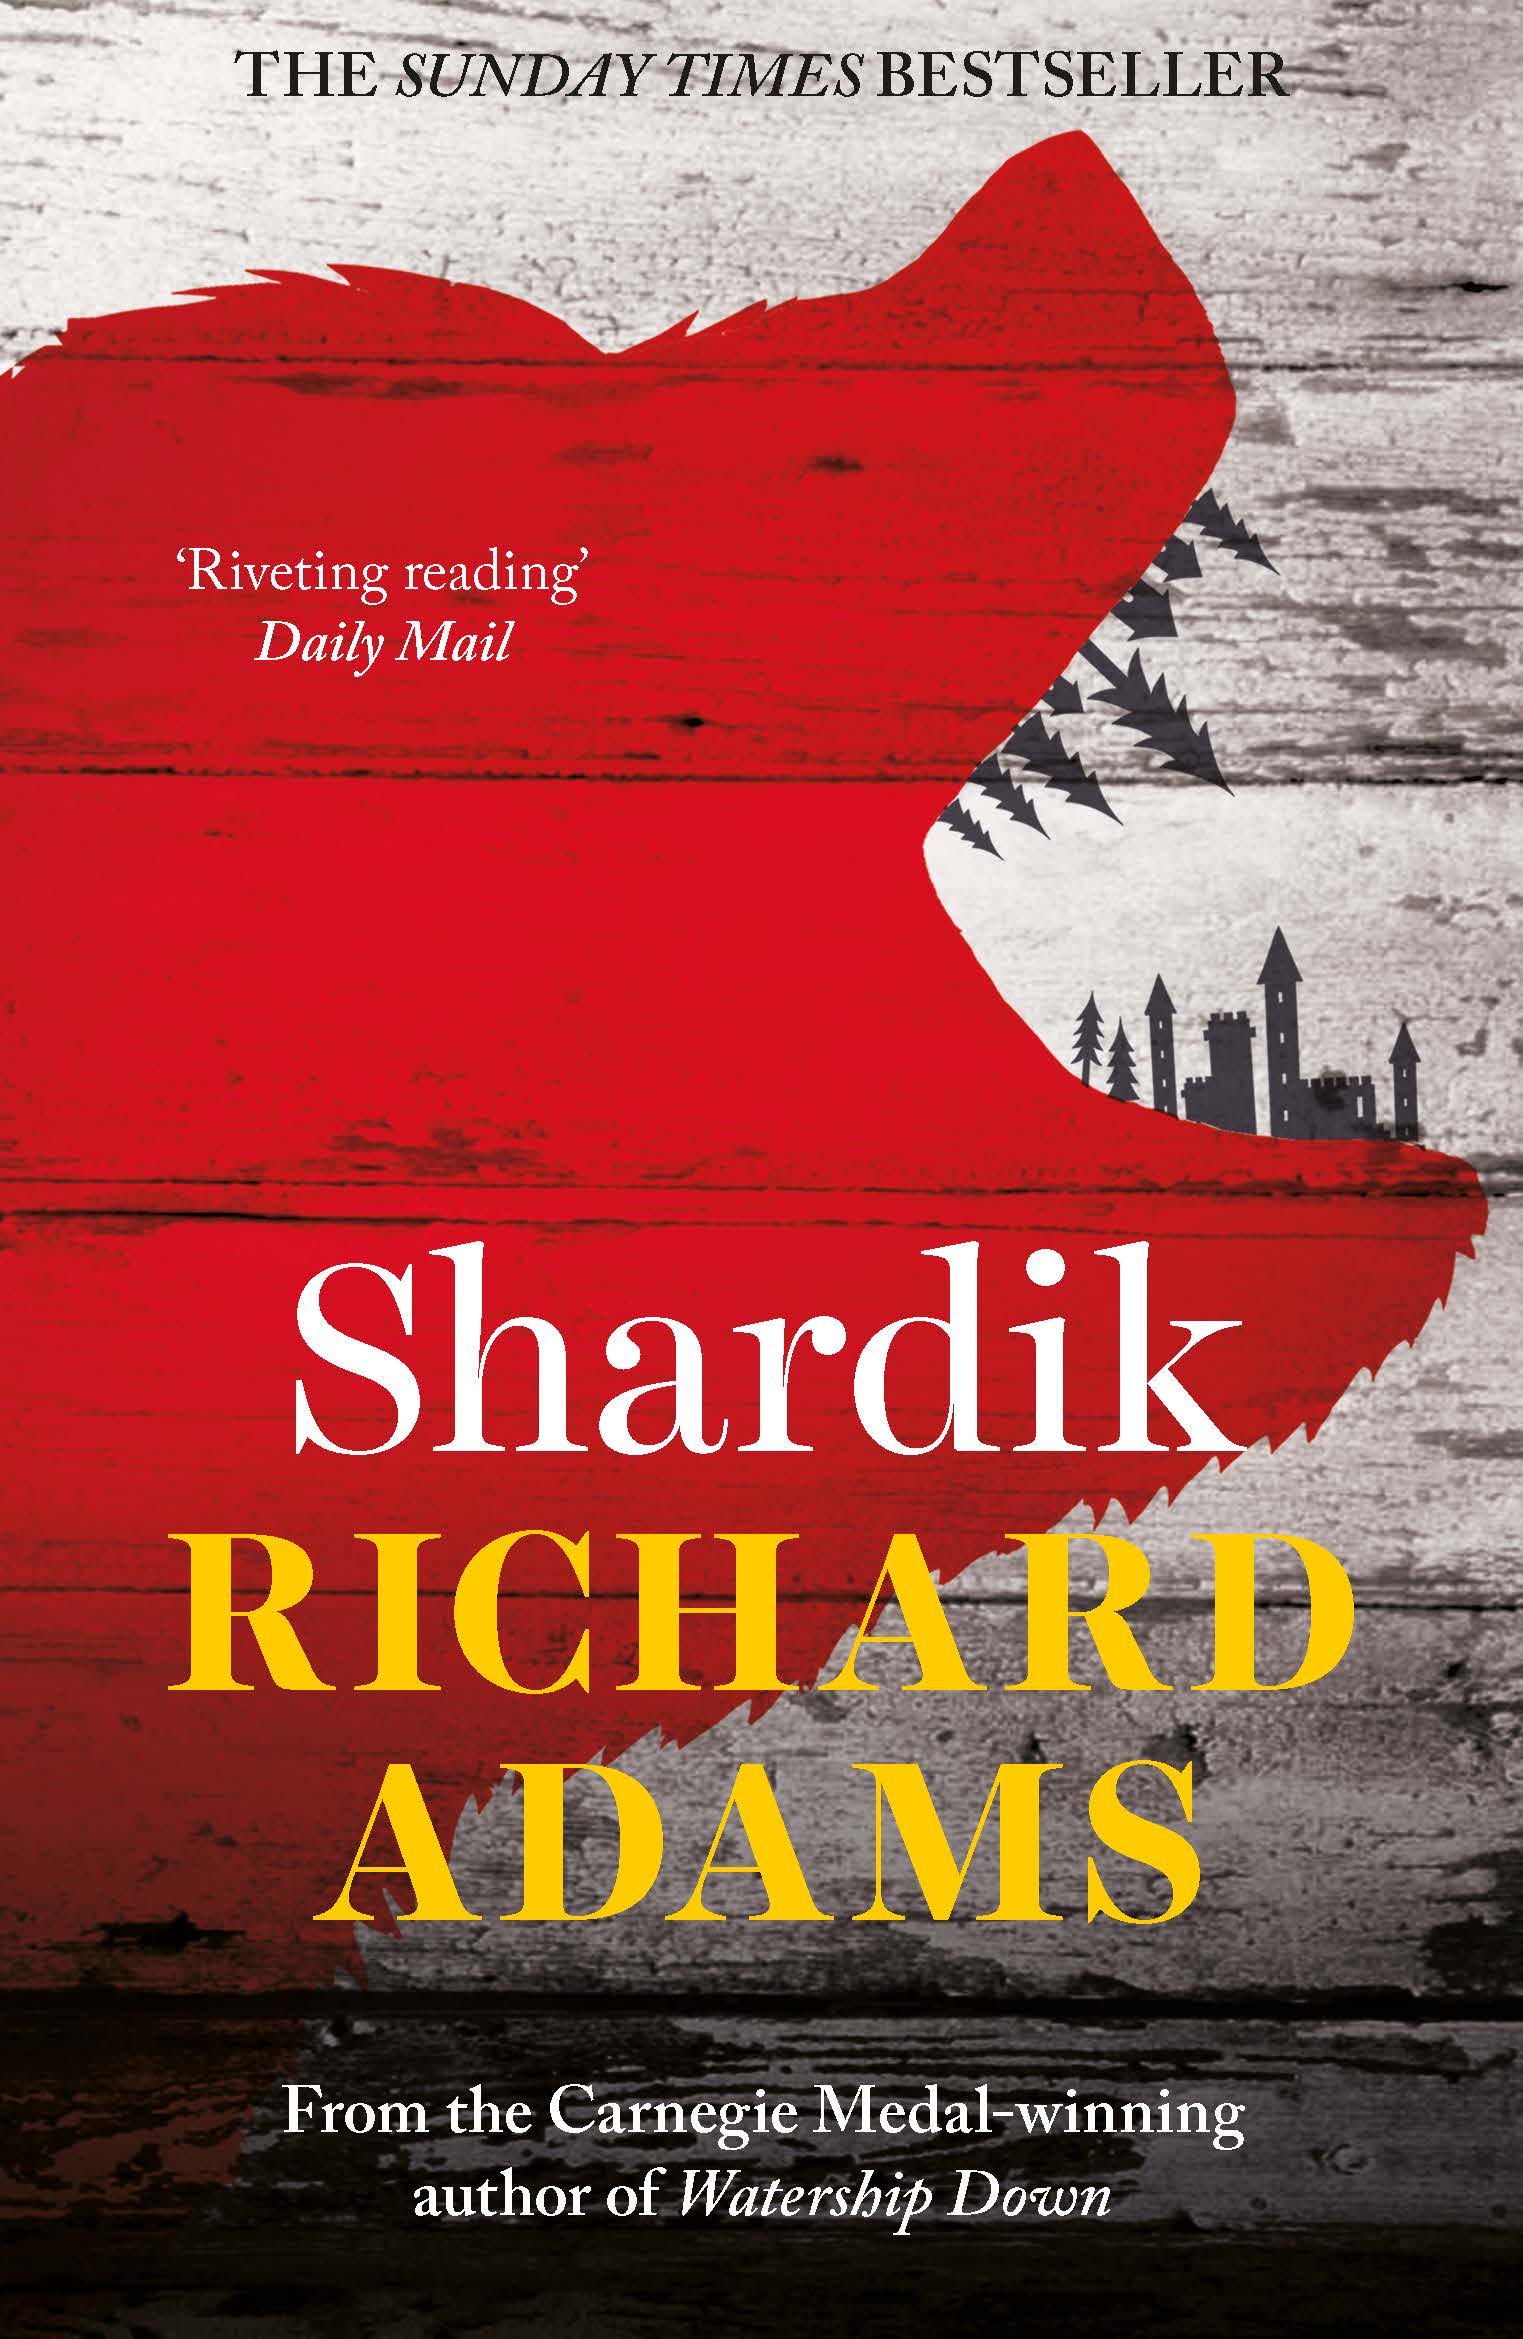 THE SUNDAY TIMES BESTSELLER
‘Riveting reading’
Daily Mail
Shardik
RICHARD
ADAMS
From the Carnegie Medal-winning
author of Watership Down